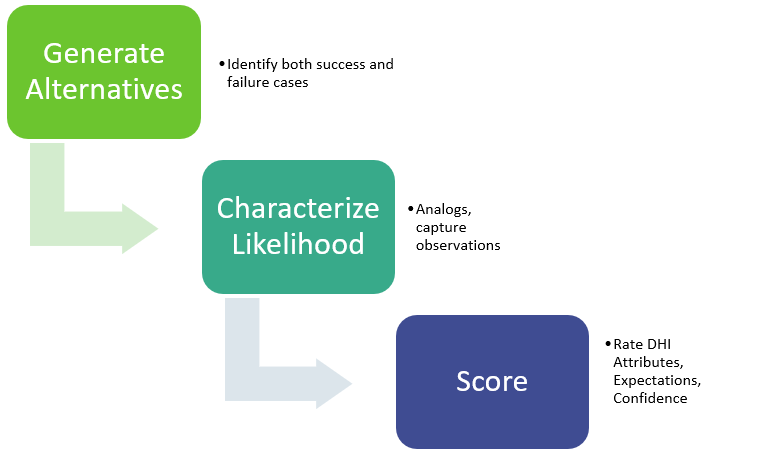 Generate
Alternatives
•Identify both success and
failure cases
Characterize
Likelihood
•Analogs,
capture
observations
Score
•Rate DHI
Attributes,
Expectations,
Confidence